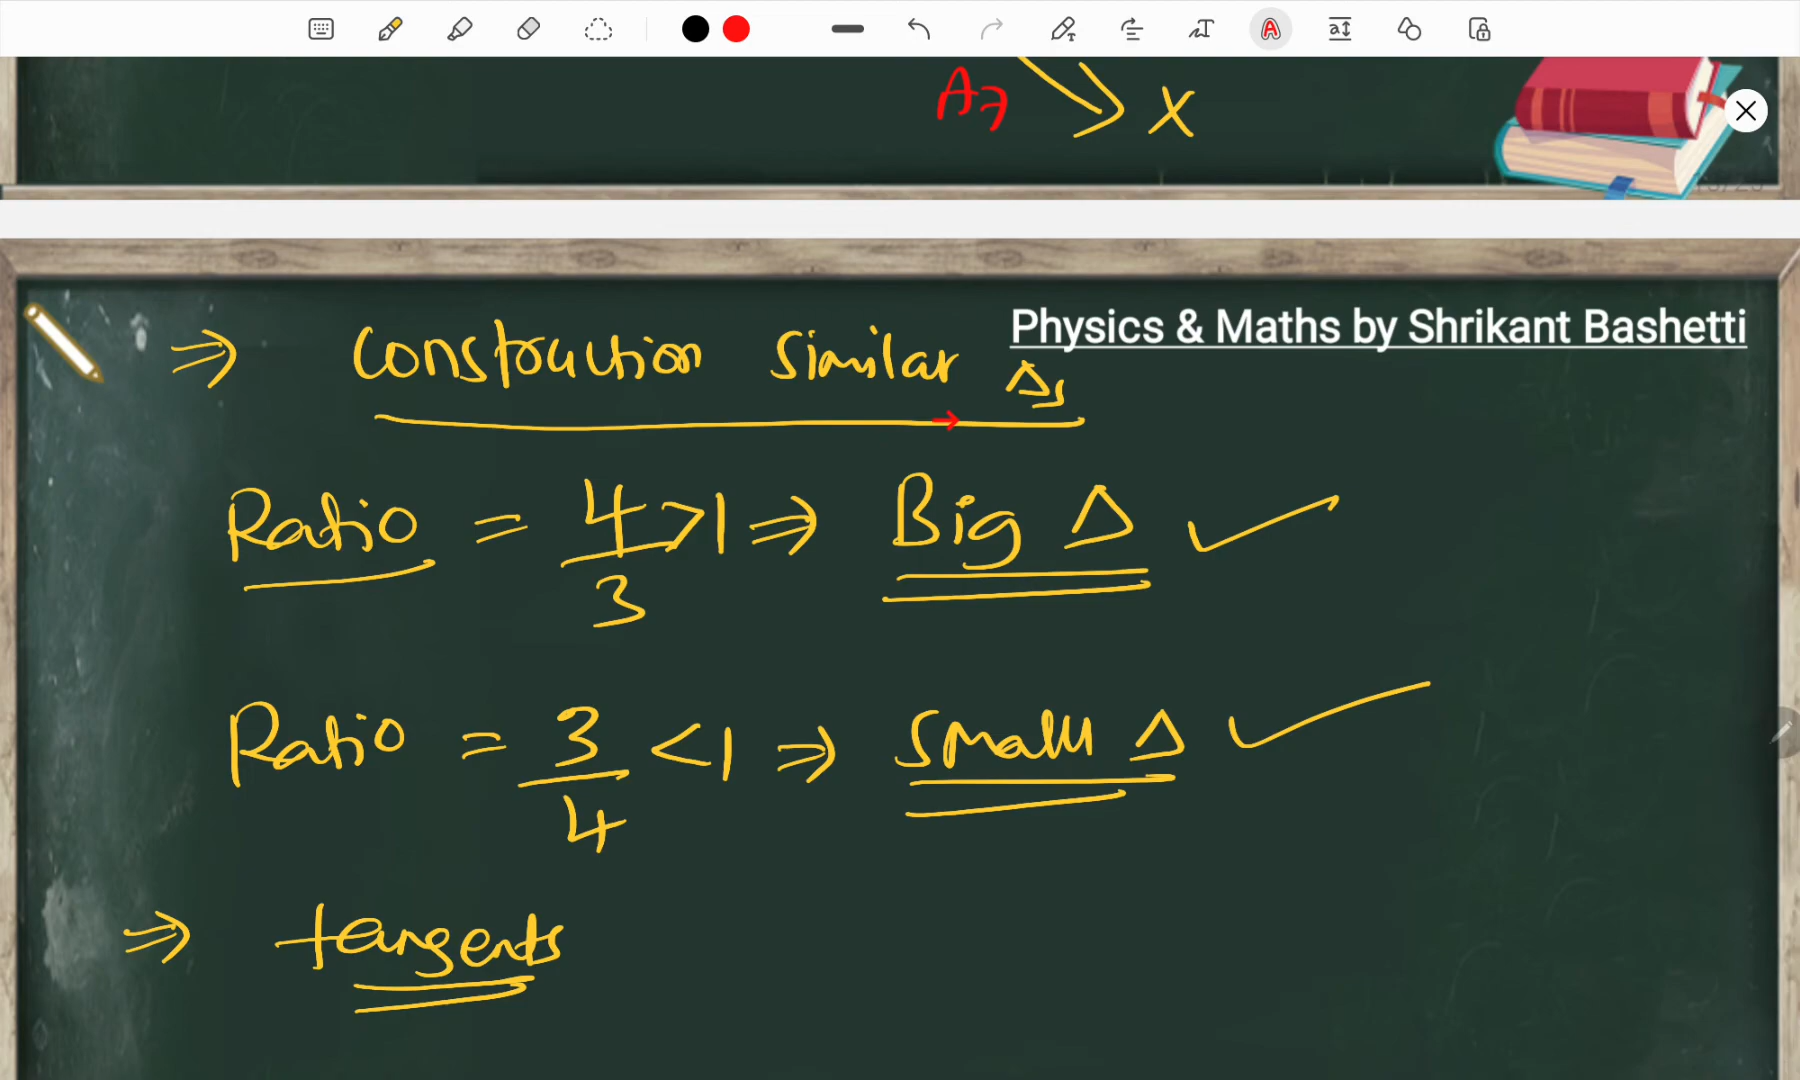 A7 X
Physics & Maths by Shrikant Bashetti
⇒ Construction Similar Δs
Ratio = 4/3 >1 ⇒ Big Δ ✓
Ratio = 3/4 <1 ⇒ Small Δ ✓
⇒ tangents